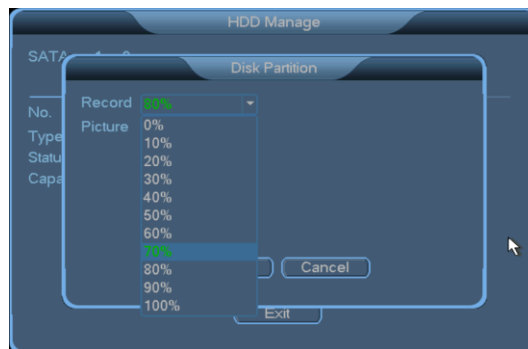 HDD Manage
SATA
Disk Partition
Record 80%
No.
Picture
0%
10%
Type
20%
Statu
30%
Capa
40%
50%
60%
70%
80%
Cancel
90%
100%
Exit